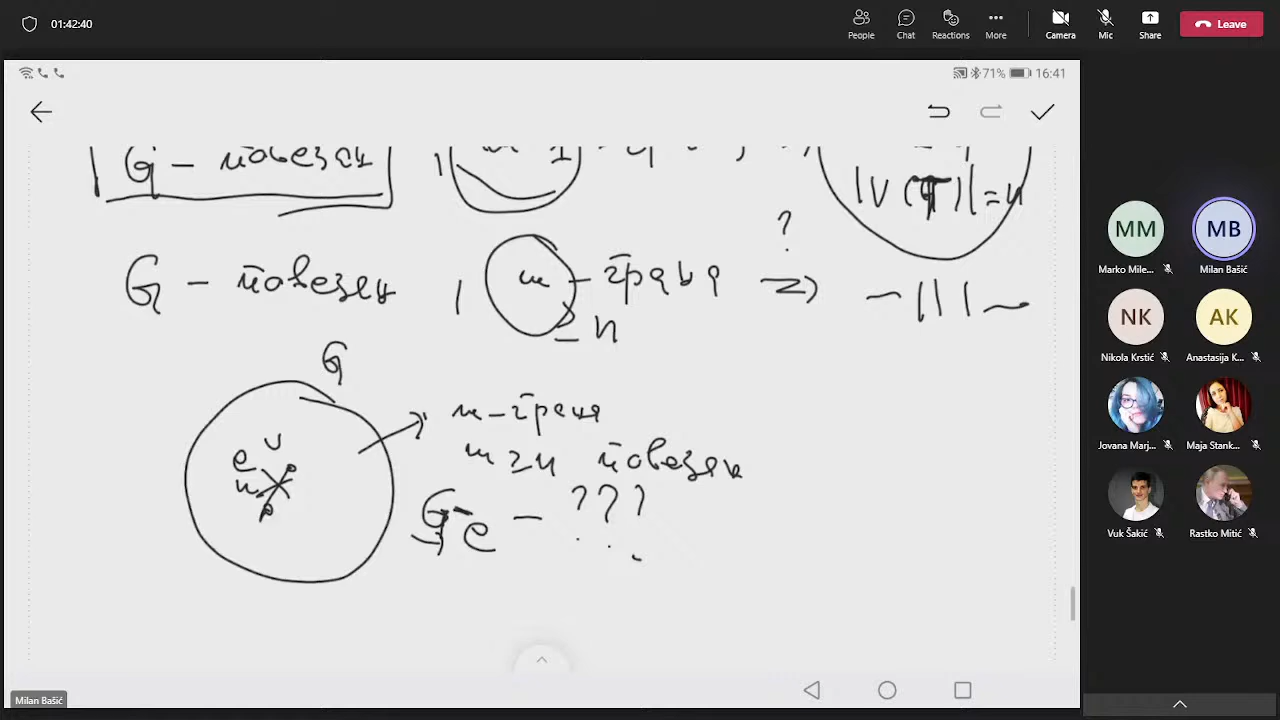 01:42:40
People Chat Reactions More Camera Mic Share Leave
71% 16:41
G – повезан
|V(T)|=n
?
G – повезан, m – грана ⇒ –|||–
≥ n
G
m – грана
e v
m ≥ n повезан
u
G-e – ???
MM MB
Marko Mile... Milan Bašić
NK AK
Nikola Krstić Anastasija K...
Jovana Marj... Maja Stank...
Vuk Šakić Rastko Mitić
Milan Bašić